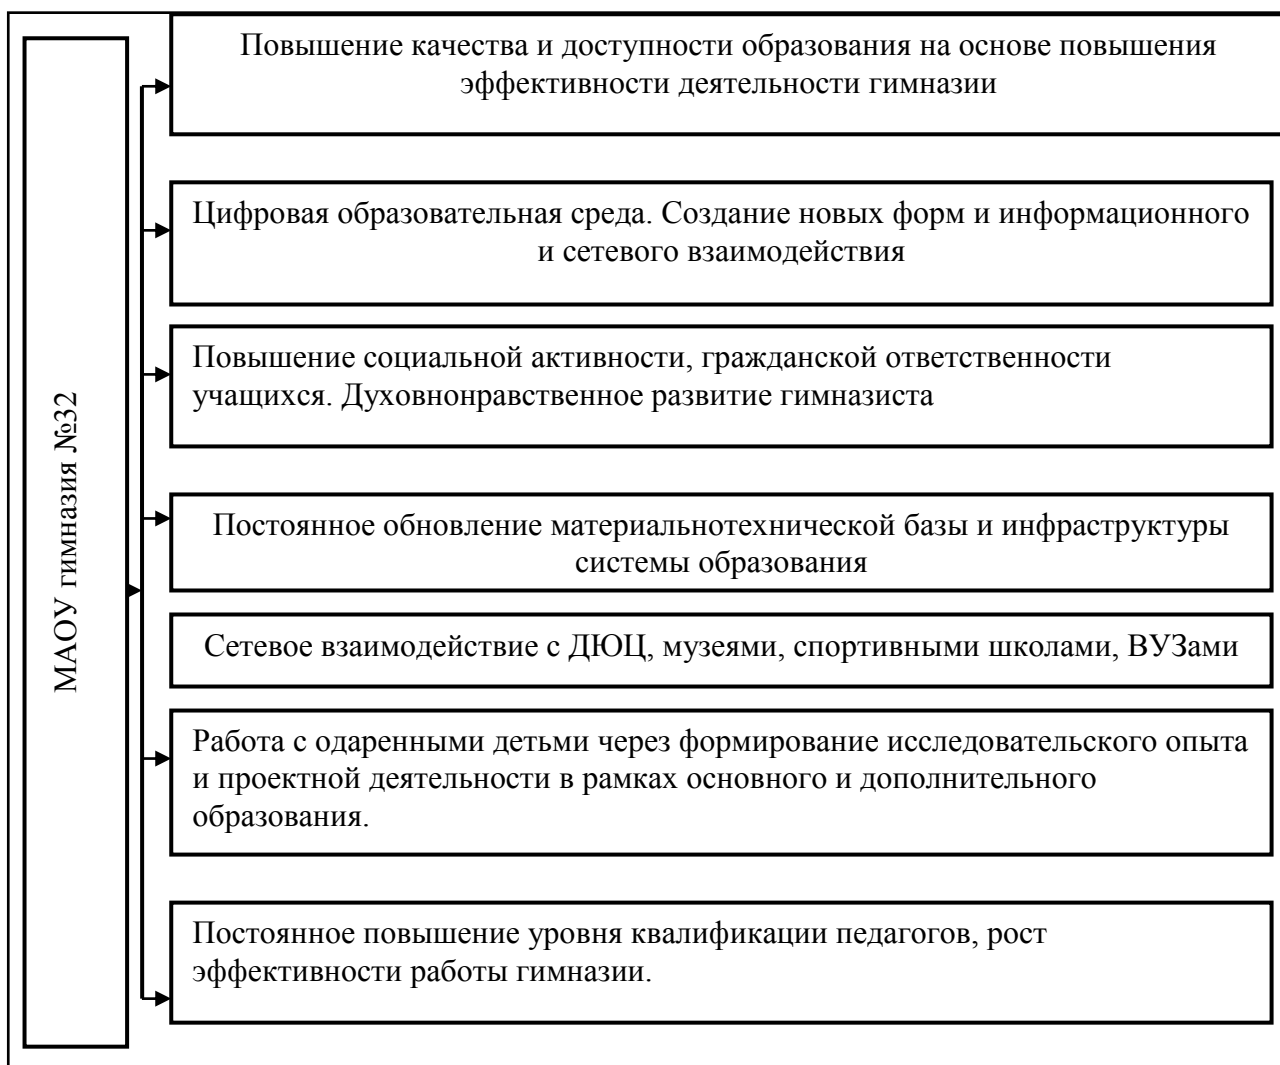 МАОУ гимназия №32
Повышение качества и доступности образования на основе повышения
эффективности деятельности гимназии
Цифровая образовательная среда. Создание новых форм и информационного
и сетевого взаимодействия
Повышение социальной активности, гражданской ответственности
учащихся. Духовнонравственное развитие гимназиста
Постоянное обновление материальнотехнической базы и инфраструктуры
системы образования
Сетевое взаимодействие с ДЮЦ, музеями, спортивными школами, ВУЗами
Работа с одаренными детьми через формирование исследовательского опыта
и проектной деятельности в рамках основного и дополнительного
образования.
Постоянное повышение уровня квалификации педагогов, рост
эффективности работы гимназии.